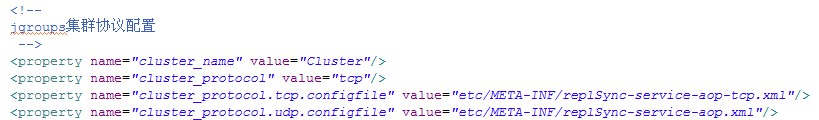 <!--
jgroups集群协议配置
-->
<property name="cluster_name" value="Cluster"/>
<property name="cluster_protocol" value="tcp"/>
<property name="cluster_protocol.tcp.configfile" value="etc/META-INF/replSync-service-aop-tcp.xml"/>
<property name="cluster_protocol.udp.configfile" value="etc/META-INF/replSync-service-aop.xml"/>